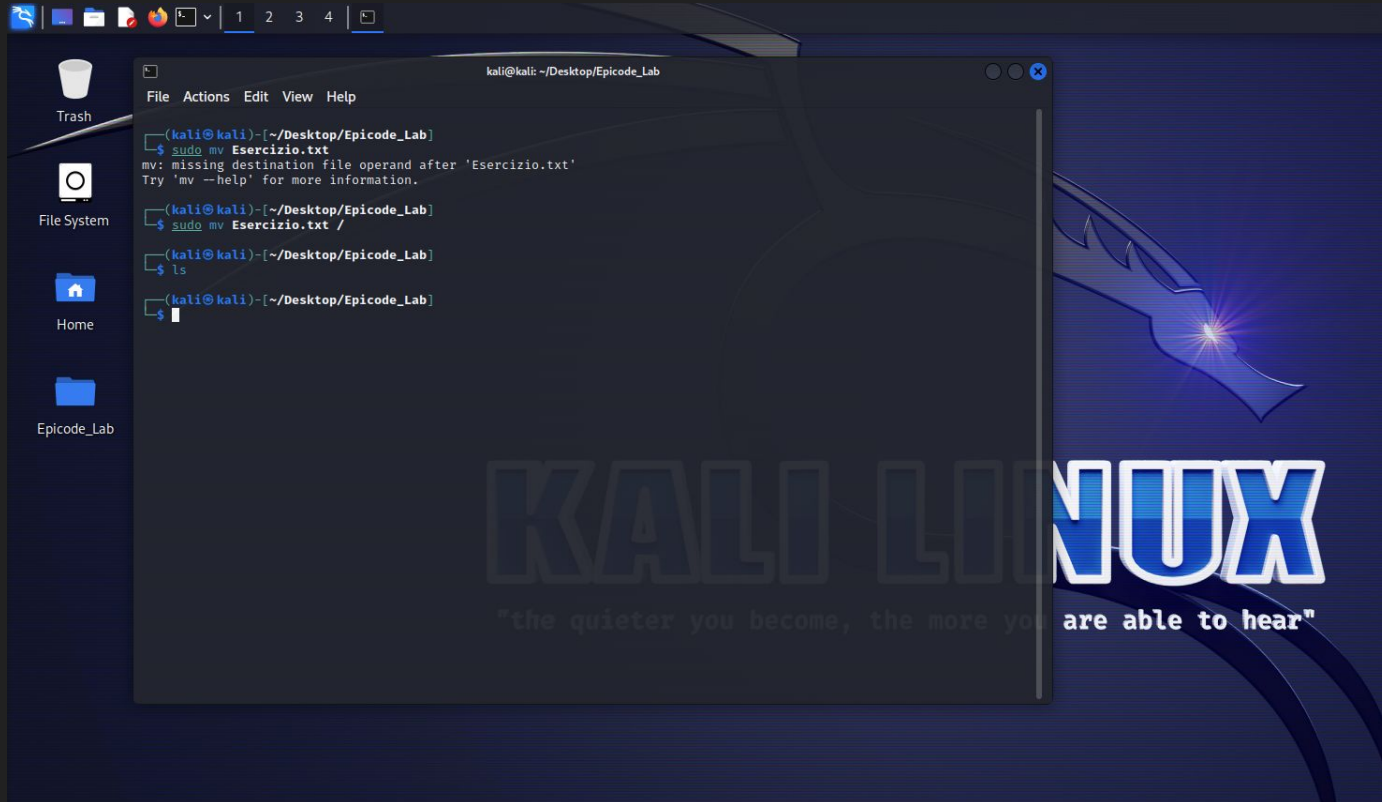 1 2 3 4
Trash
File System
Home
Epicode_Lab
kali@kali: ~/Desktop/Epicode_Lab
File Actions Edit View Help
┌──(kali㉿kali)-[~/Desktop/Epicode_Lab]
└─$ sudo mv Esercizio.txt
mv: missing destination file operand after 'Esercizio.txt'
Try 'mv --help' for more information.
┌──(kali㉿kali)-[~/Desktop/Epicode_Lab]
└─$ sudo mv Esercizio.txt /
┌──(kali㉿kali)-[~/Desktop/Epicode_Lab]
└─$ ls
┌──(kali㉿kali)-[~/Desktop/Epicode_Lab]
└─$
KALI LINUX
"the quieter you become, the more you are able to hear"